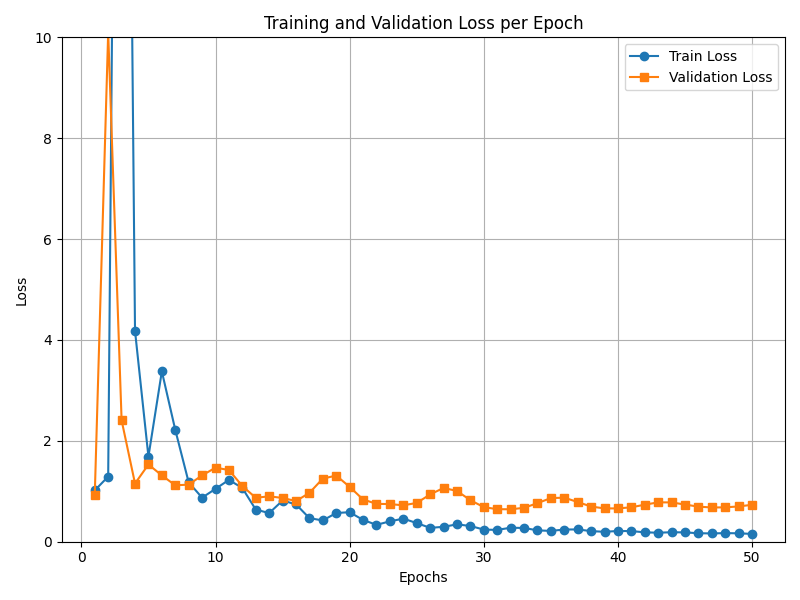 Training and Validation Loss per Epoch
Train Loss
Validation Loss
10
8
6
4
2
0
Loss
0 10 20 30 40 50
Epochs